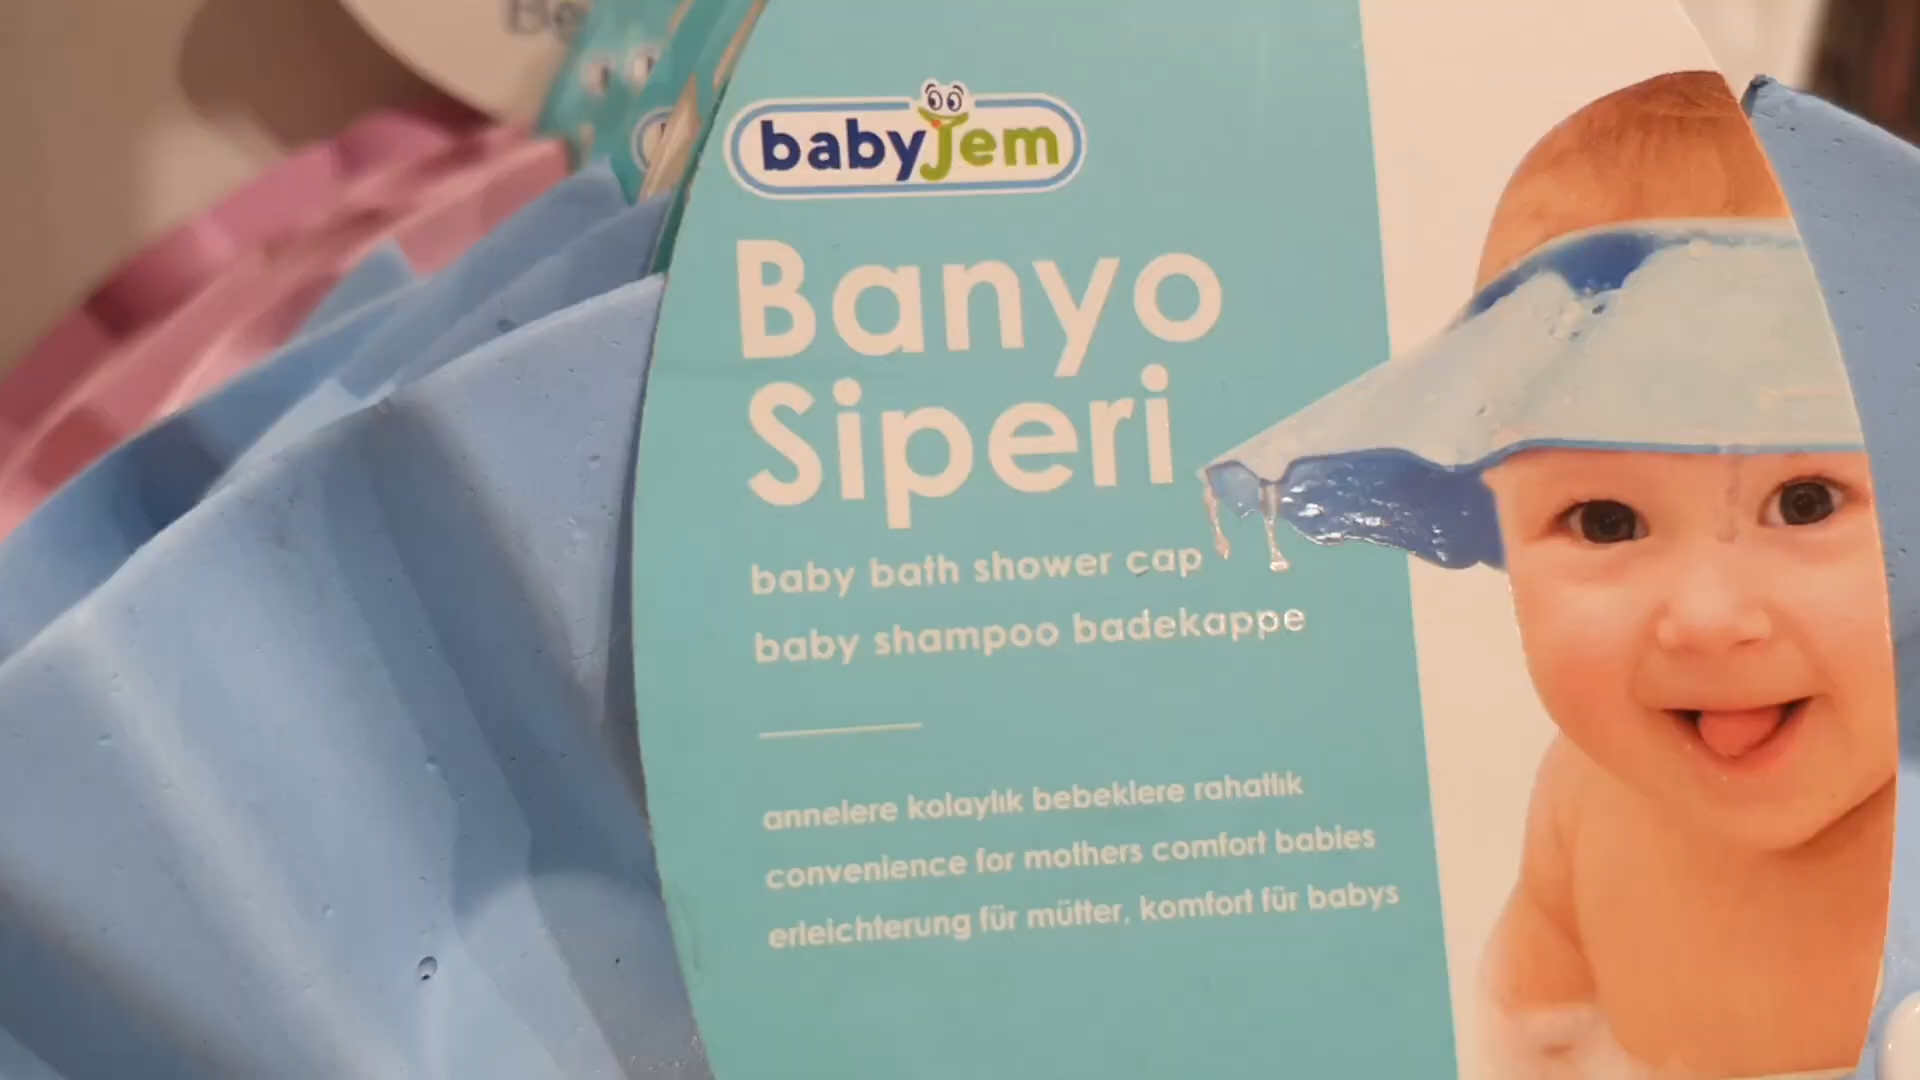 babyjem
Banyo
Siperi
baby bath shower cap
baby shampoo badekappe
annelere kolaylık bebeklere rahatlık
convenience for mothers comfort babies
erleichterung für mütter, komfort für babys